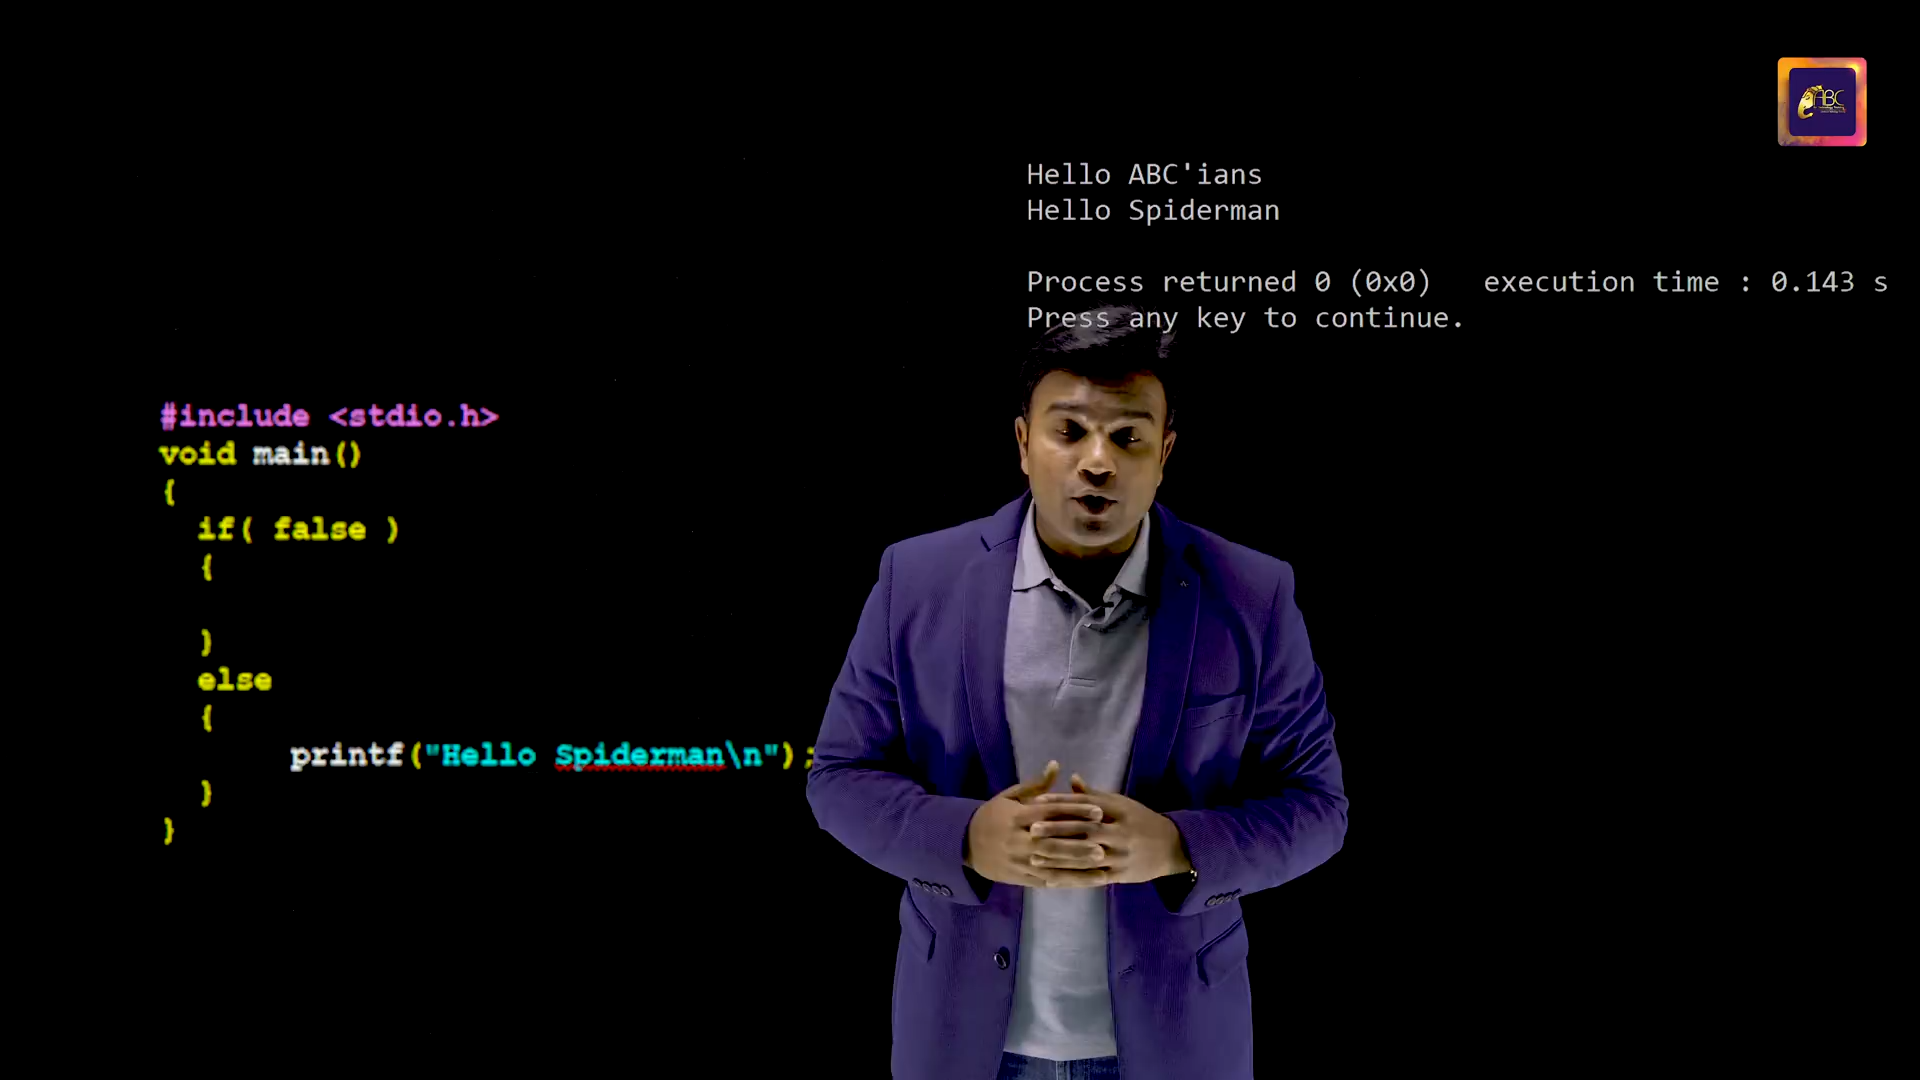 ABC
Hello ABC'ians
Hello Spiderman
Process returned 0 (0x0)   execution time : 0.143 s
Press any key to continue.
#include <stdio.h>
void main()
{
if( false )
{
}
else
{
printf("Hello Spiderman\n");
}
}